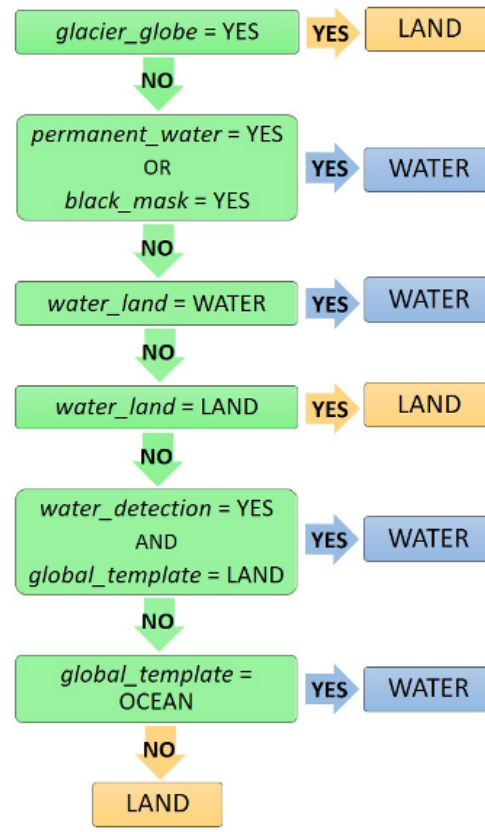 glacier_globe = YES
YES
LAND
NO
permanent_water = YES
OR
black_mask = YES
YES
WATER
NO
water_land = WATER
YES
WATER
NO
water_land = LAND
YES
LAND
NO
water_detection = YES
AND
global_template = LAND
YES
WATER
NO
global_template =
OCEAN
YES
WATER
NO
LAND